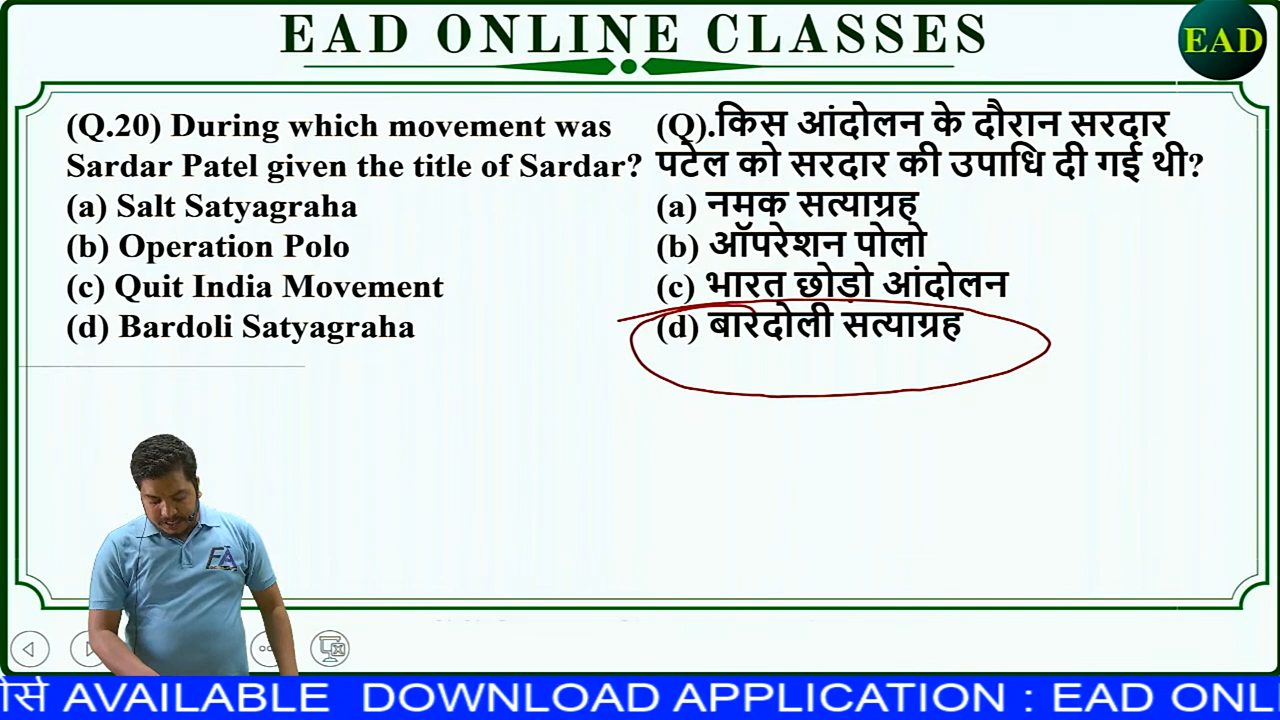 EAD ONLINE CLASSES
EAD
(Q.20) During which movement was
Sardar Patel given the title of Sardar?
(a) Salt Satyagraha
(b) Operation Polo
(c) Quit India Movement
(d) Bardoli Satyagraha
(Q).किस आंदोलन के दौरान सरदार
पटेल को सरदार की उपाधि दी गई थी?
(a) नमक सत्याग्रह
(b) ऑपरेशन पोलो
(c) भारत छोड़ो आंदोलन
(d) बारदोली सत्याग्रह
AVAILABLE DOWNLOAD APPLICATION : EAD